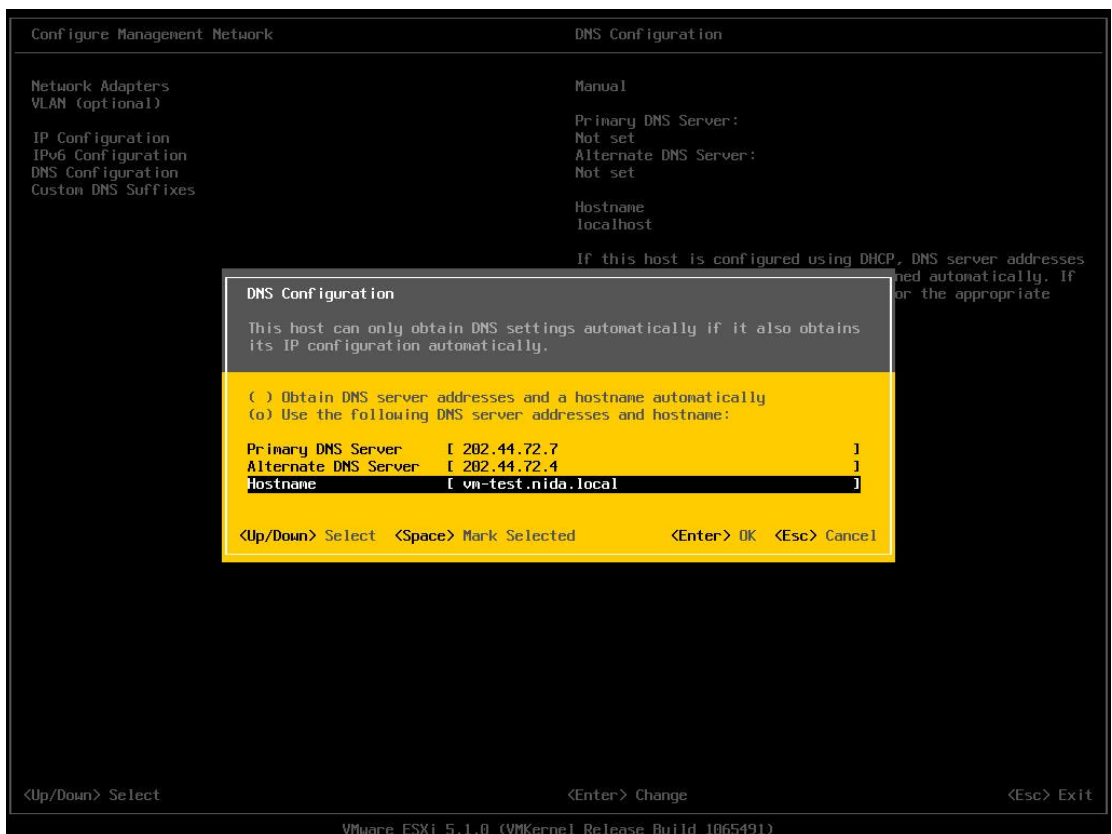 Configure Management Network
DNS Configuration
Network Adapters
VLAN (optional)
IP Configuration
IPv6 Configuration
DNS Configuration
Custom DNS Suffixes
Manual
Primary DNS Server:
Not set
Alternate DNS Server:
Not set
Hostname
localhost
If this host is configured using DHCP, DNS server addresses
ned automatically. If
or the appropriate
DNS Configuration
This host can only obtain DNS settings automatically if it also obtains
its IP configuration automatically.
( ) Obtain DNS server addresses and a hostname automatically
(o) Use the following DNS server addresses and hostname:
Primary DNS Server [ 202.44.72.7 ]
Alternate DNS Server [ 202.44.72.4 ]
Hostname [ vm-test.nida.local ]
<Up/Down> Select <Space> Mark Selected <Enter> OK <Esc> Cancel
<Up/Down> Select <Enter> Change <Esc> Exit
VMware ESXi 5.1.0 (VMKernel Release Build 1065491)